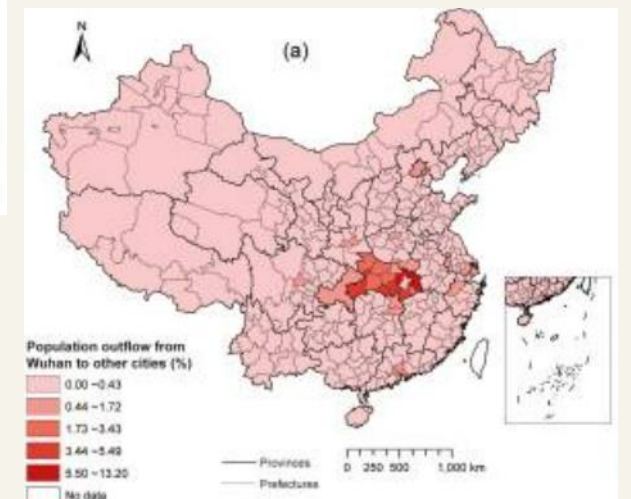 N
(a)
Population outflow from
Wuhan to other cities (%)
0.00 ~0.43
0.44 ~1.72
1.73 ~3.43
3.44 ~5.49
5.50 ~13.20
No data
Provinces
Prefectures
0 250 500 1,000 km